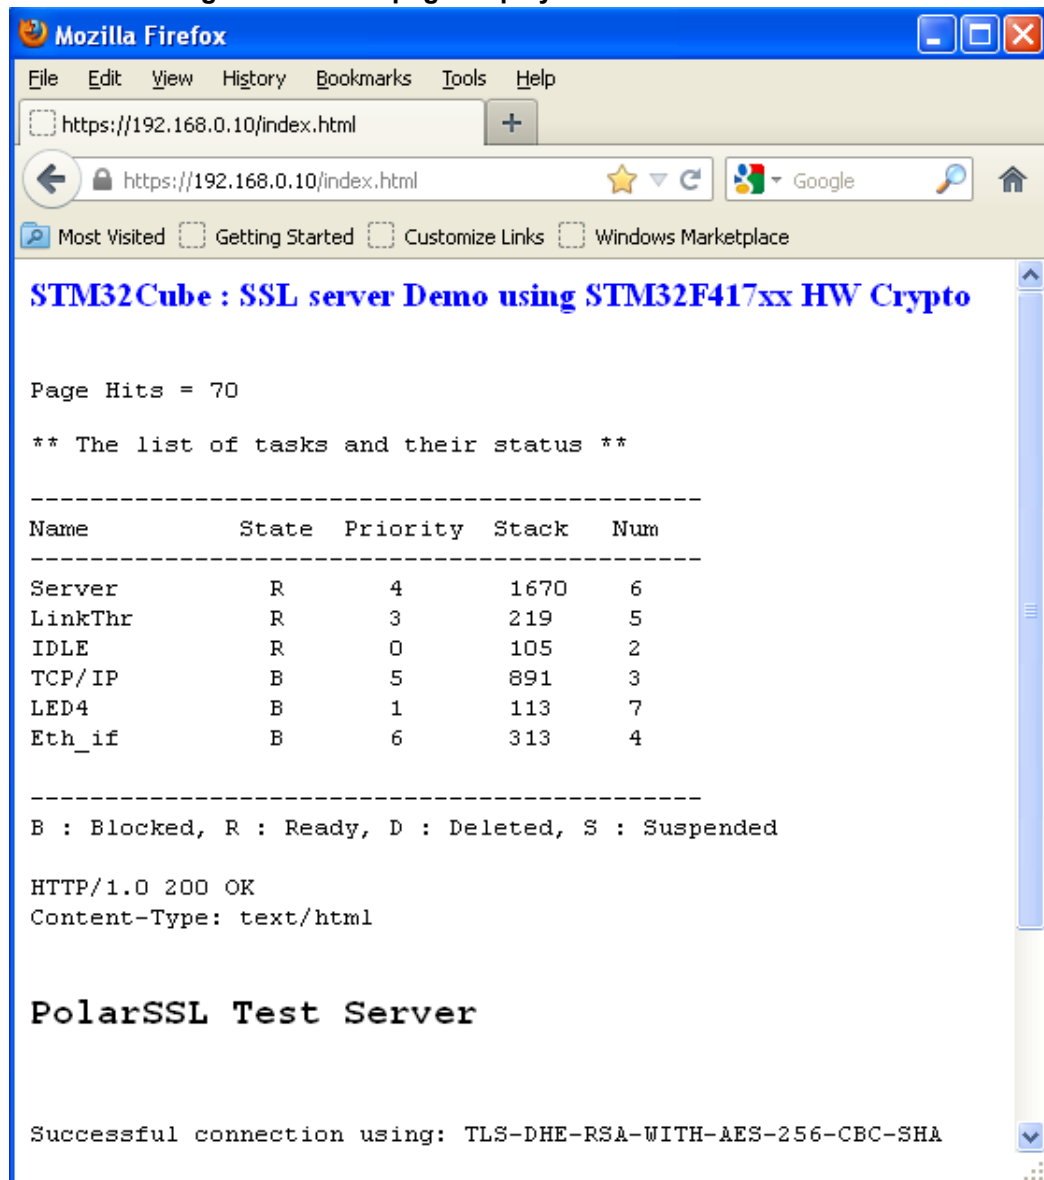 Mozilla Firefox
File Edit View History Bookmarks Tools Help
https://192.168.0.10/index.html +
https://192.168.0.10/index.html Google
Most Visited Getting Started Customize Links Windows Marketplace
STM32Cube : SSL server Demo using STM32F417xx HW Crypto
Page Hits = 70
** The list of tasks and their status **
---------------------------------------------
Name State Priority Stack Num
---------------------------------------------
Server R 4 1670 6
LinkThr R 3 219 5
IDLE R 0 105 2
TCP/IP B 5 891 3
LED4 B 1 113 7
Eth_if B 6 313 4
---------------------------------------------
B : Blocked, R : Ready, D : Deleted, S : Suspended
HTTP/1.0 200 OK
Content-Type: text/html
PolarSSL Test Server
Successful connection using: TLS-DHE-RSA-WITH-AES-256-CBC-SHA